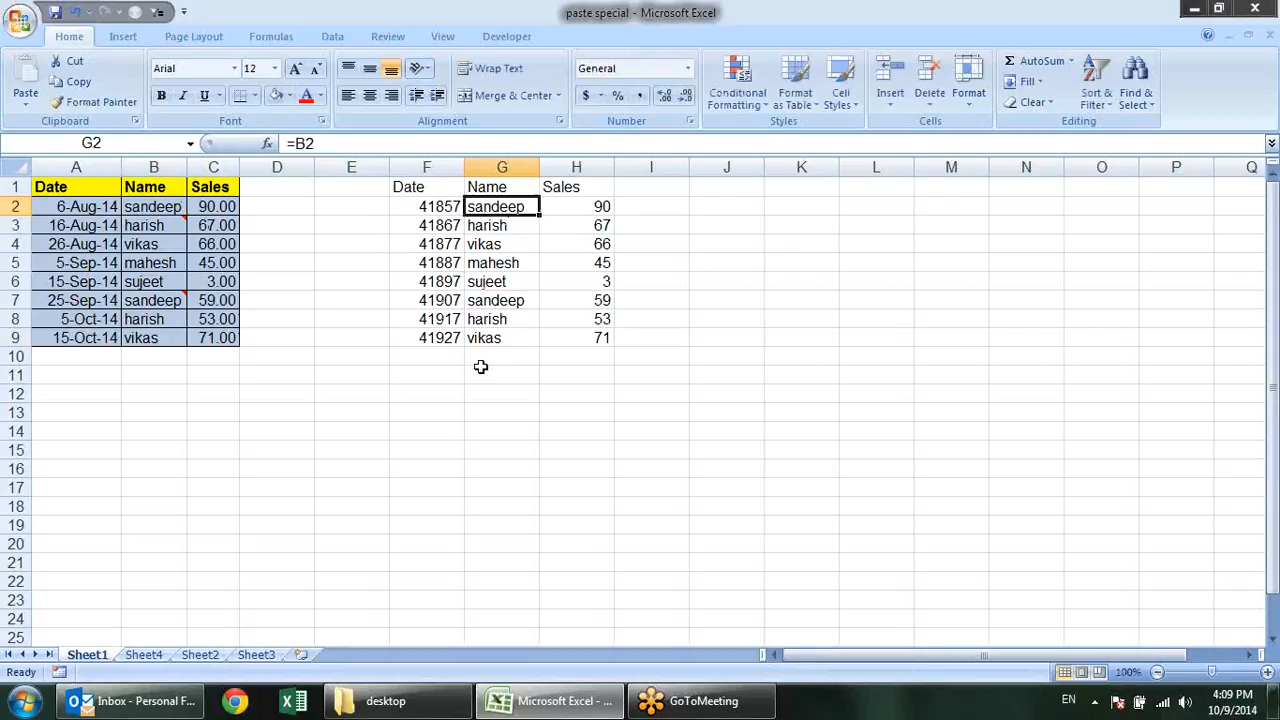 paste special - Microsoft Excel
Home Insert Page Layout Formulas Data Review View Developer
Paste
Cut
Copy
Format Painter
Clipboard
Arial 12
B I U
Font
Wrap Text
Merge & Center
Alignment
General
$ % ,
Number
Conditional Formatting
Format as Table
Cell Styles
Styles
Insert Delete Format
Cells
AutoSum
Fill
Clear
Sort & Filter
Find & Select
Editing
G2 fx =B2
A B C D E F G H I J K L M N O P Q
1 Date Name Sales Date Name Sales
2 6-Aug-14 sandeep 90.00 41857 sandeep 90
3 16-Aug-14 harish 67.00 41867 harish 67
4 26-Aug-14 vikas 66.00 41877 vikas 66
5 5-Sep-14 mahesh 45.00 41887 mahesh 45
6 15-Sep-14 sujeet 3.00 41897 sujeet 3
7 25-Sep-14 sandeep 59.00 41907 sandeep 59
8 5-Oct-14 harish 53.00 41917 harish 53
9 15-Oct-14 vikas 71.00 41927 vikas 71
10
11
12
13
14
15
16
17
18
19
20
21
22
23
24
25
Sheet1 Sheet4 Sheet2 Sheet3
Ready 100%
Inbox - Personal F... desktop Microsoft Excel - ... GoToMeeting EN 4:09 PM
10/9/2014